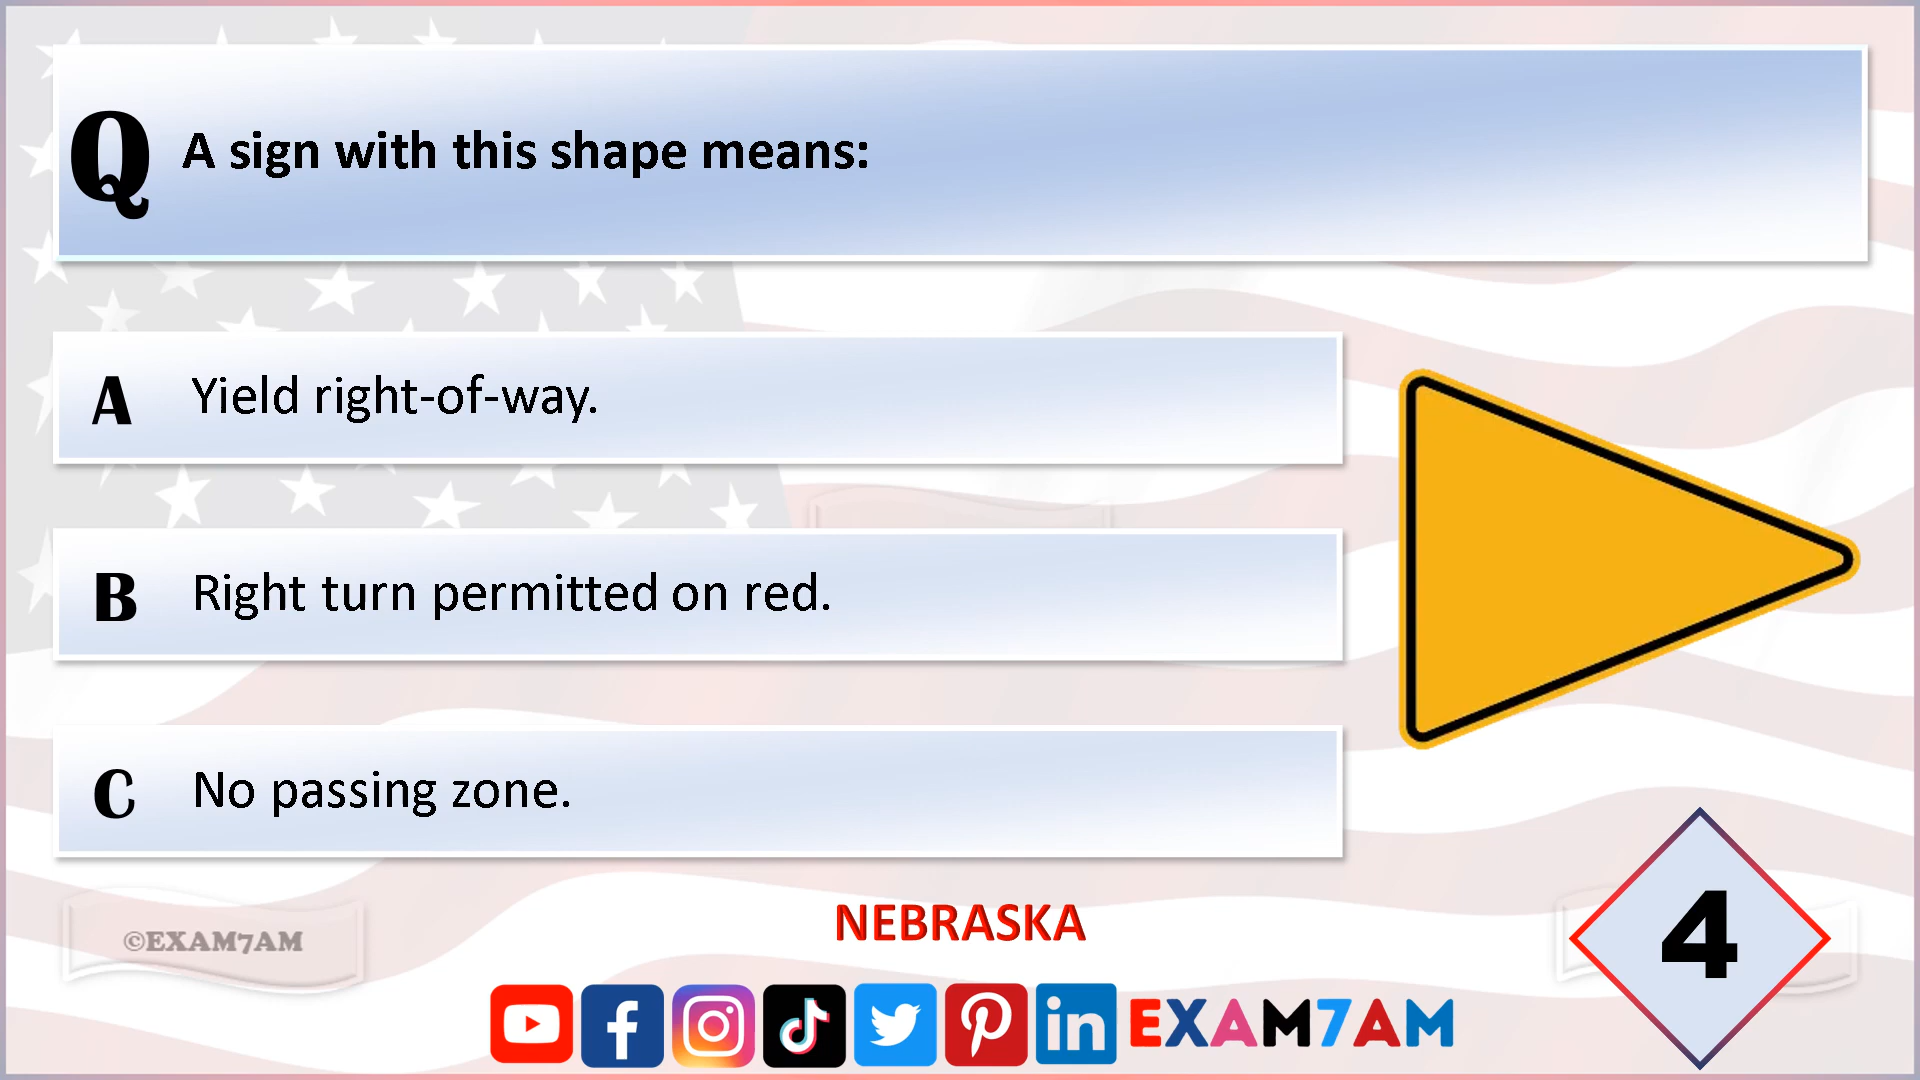 Q A sign with this shape means:
A Yield right-of-way.
B Right turn permitted on red.
C No passing zone.
NEBRASKA
4
©EXAM7AM
EXAM7AM